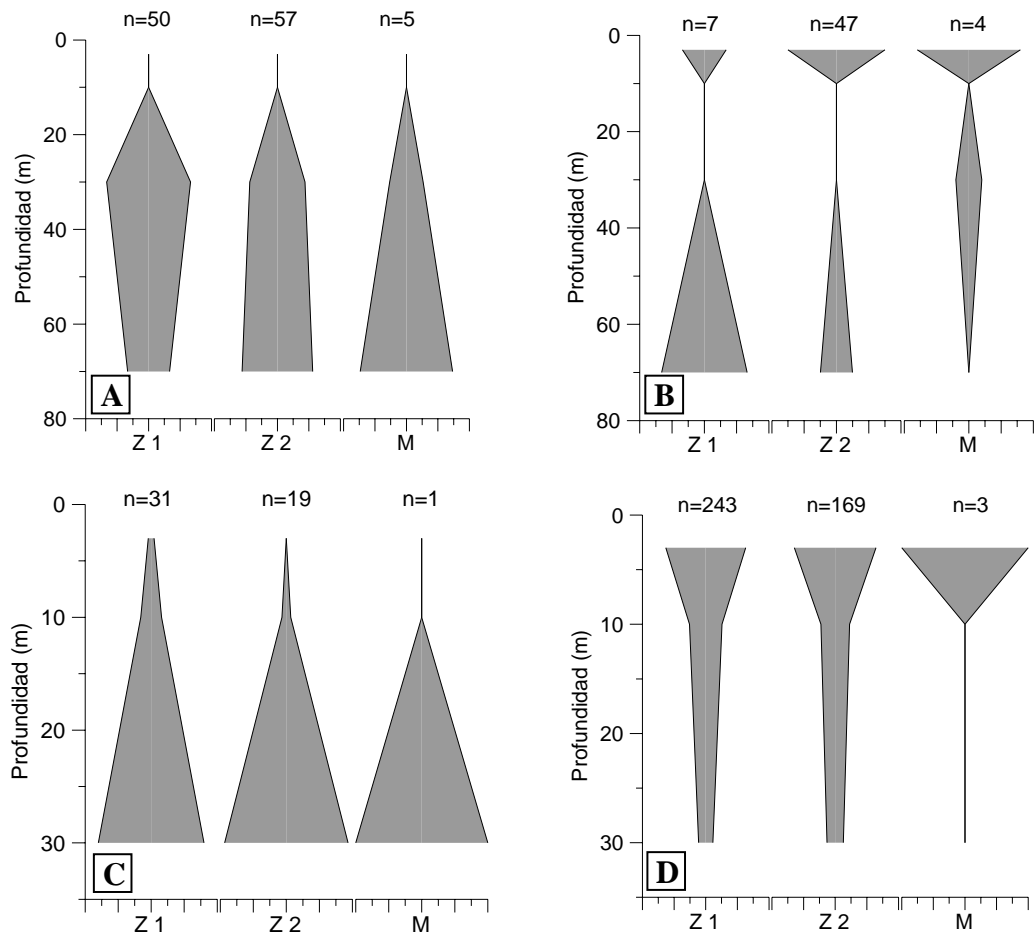 n=50 n=57 n=5
0
20
40
60
80
Profundidad (m)
A
Z 1 Z 2 M
n=7 n=47 n=4
0
20
40
60
80
Profundidad (m)
B
Z 1 Z 2 M
n=31 n=19 n=1
0
10
20
30
Profundidad (m)
C
Z 1 Z 2 M
n=243 n=169 n=3
0
10
20
30
Profundidad (m)
D
Z 1 Z 2 M